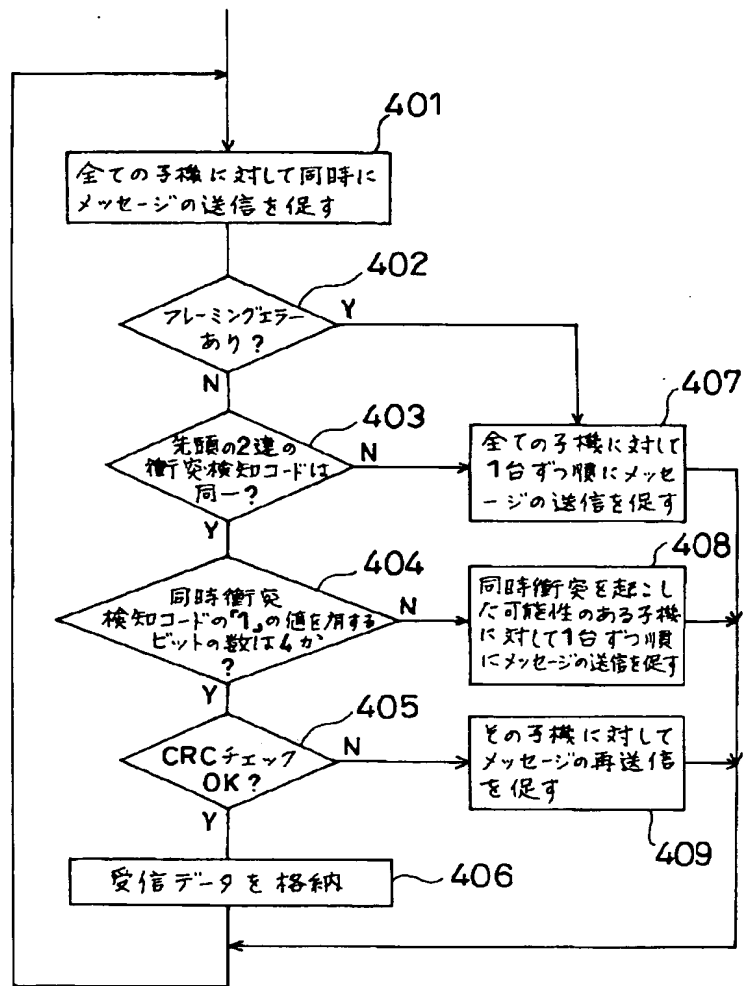 401
全ての子機に対して同時に
メッセージの送信を促す
402
フレーミングエラー
あり?
Y
N
403
先頭の2連の
衝突検知コードは
同一?
N
Y
407
全ての子機に対して
1台ずつ順にメッセ
ージの送信を促す
404
同時衝突
検知コードの「1」の値を有する
ビットの数は4か
?
N
Y
408
同時衝突を起こし
た可能性のある子機
に対して1台ずつ順
にメッセージの送信を促す
405
CRCチェック
OK?
N
Y
その子機に対して
メッセージの再送信
を促す
409
受信データを格納
406